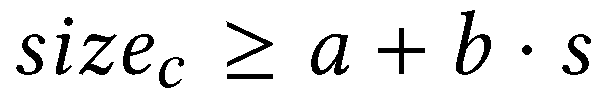 size_c ≥ a + b · s